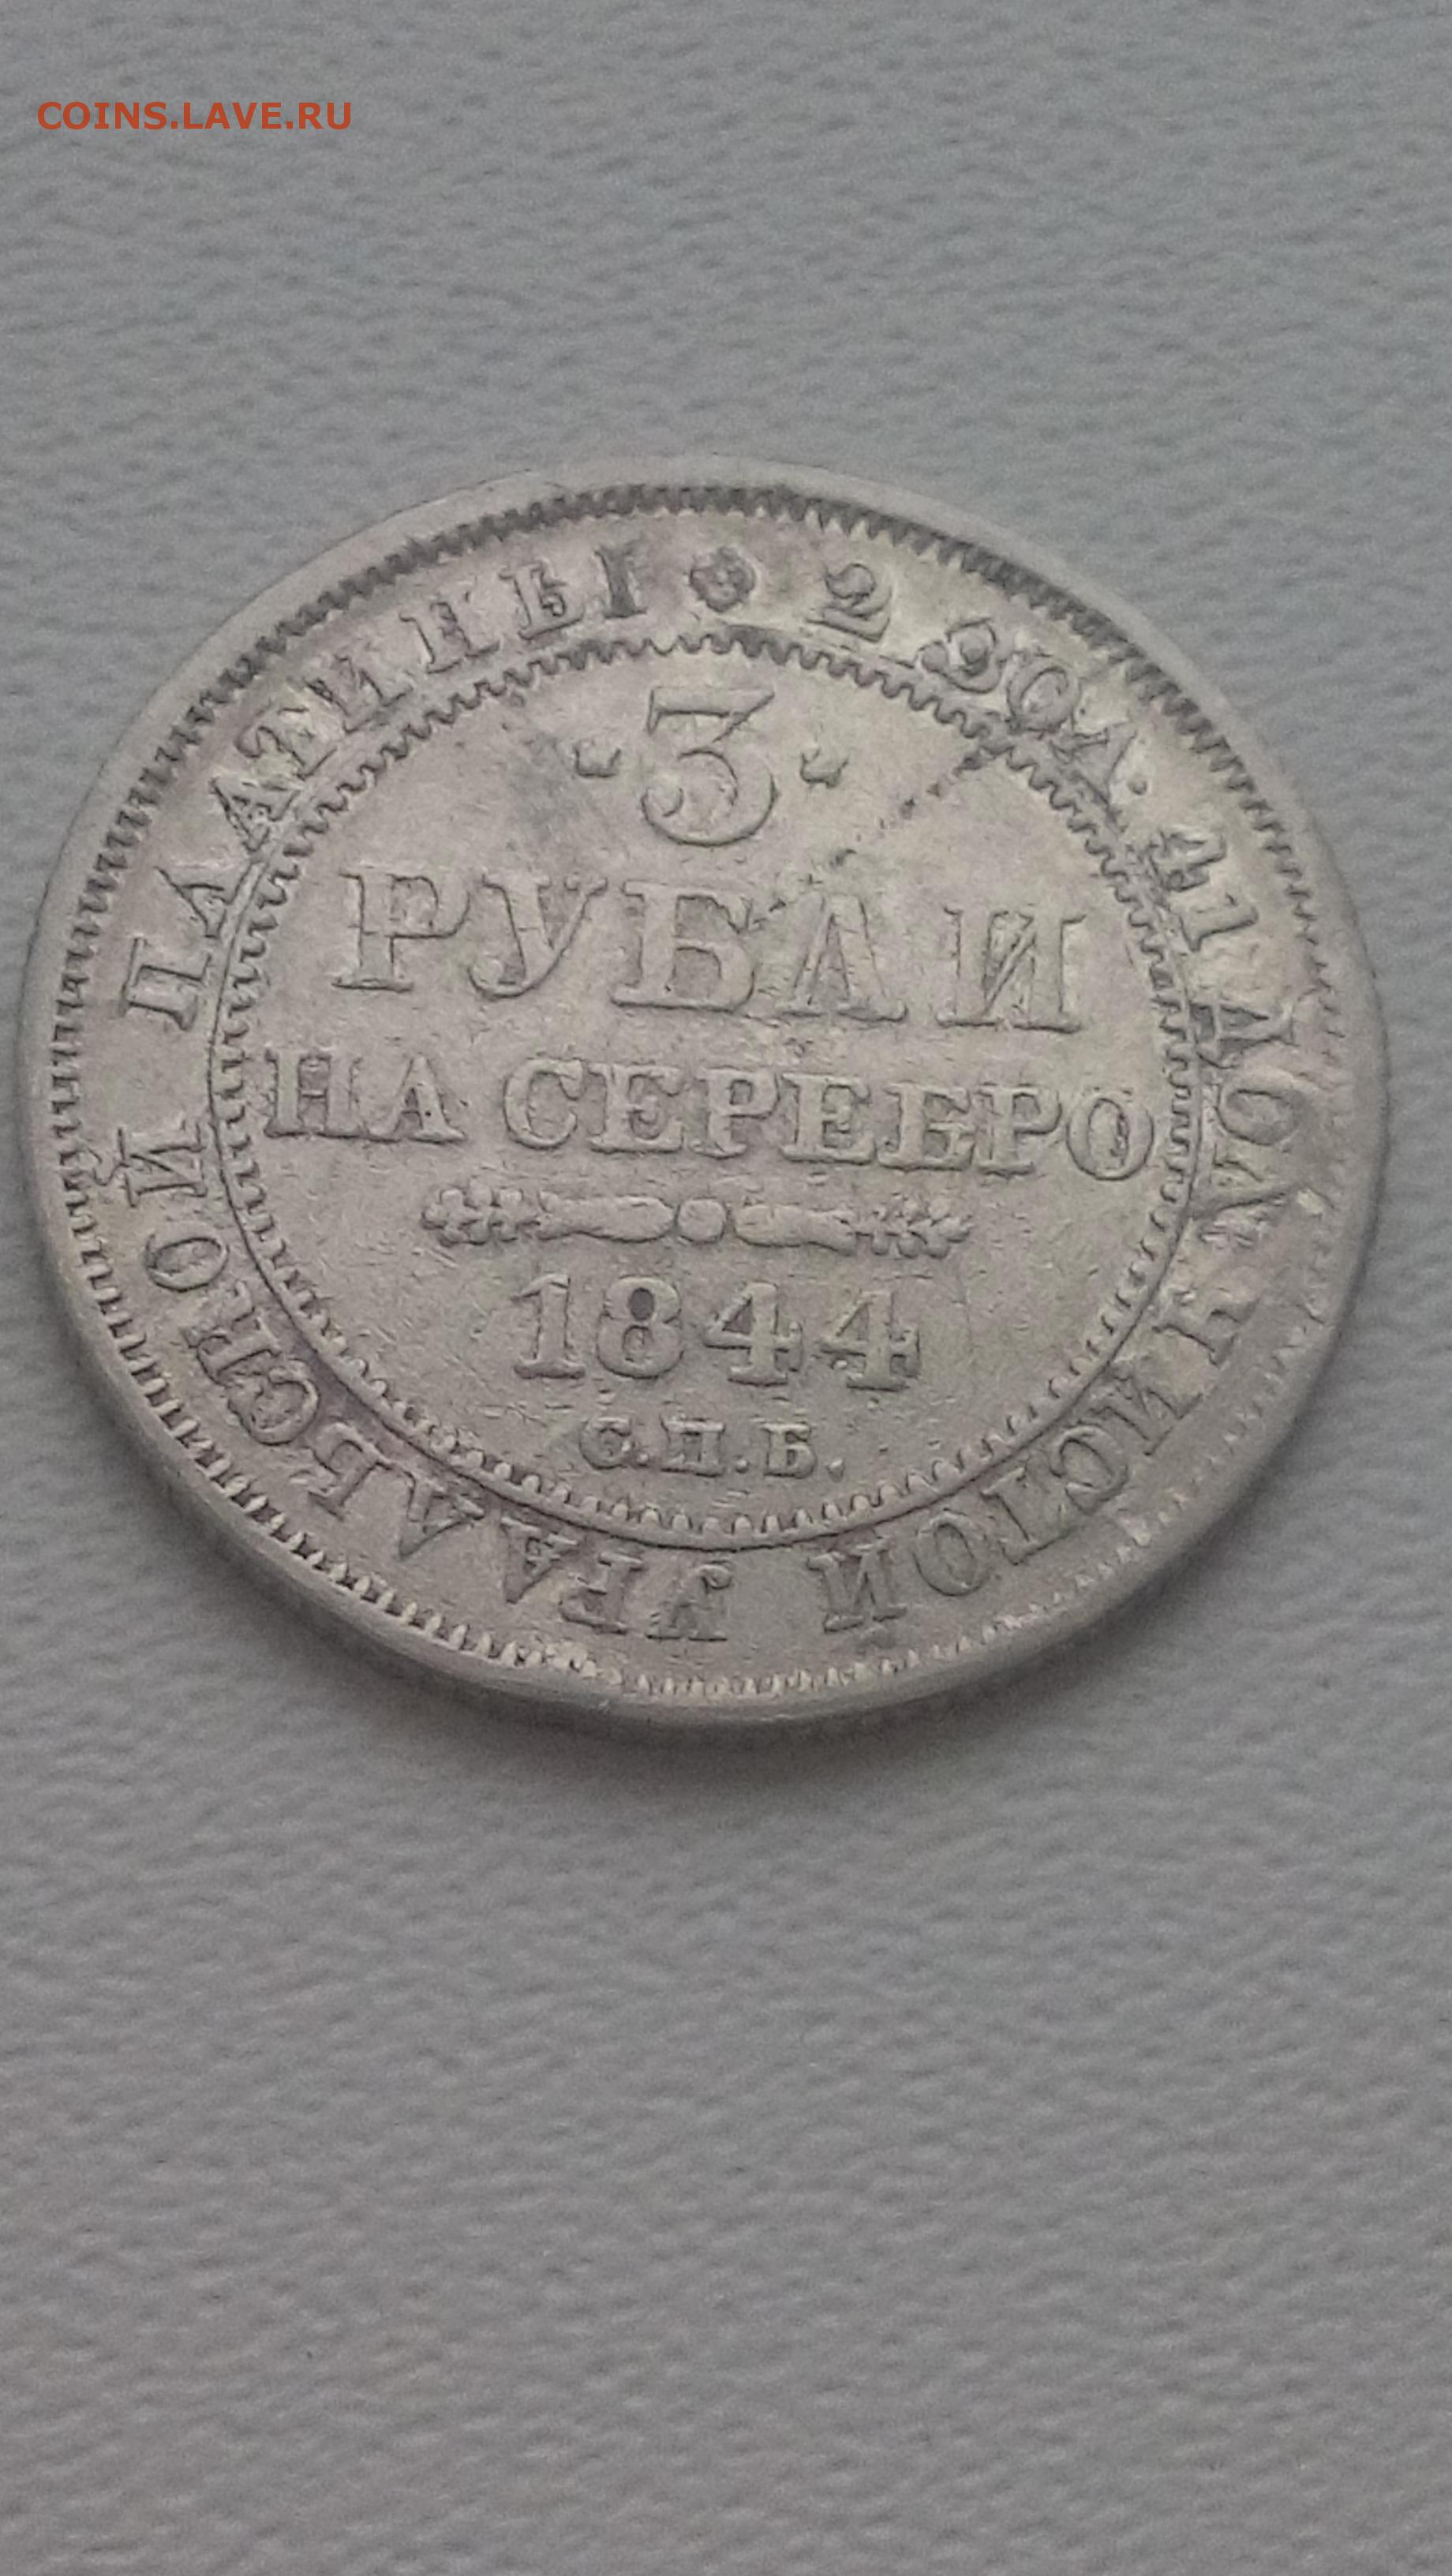 COINS.LAVE.RU
2 ЗОЛ. 41 ДОЛ. ЧИСТОЙ УРАЛЬСКОЙ ПЛАТИНЫ
3
РУБЛИ
НА СЕРЕБРО
1844
С.П.Б.